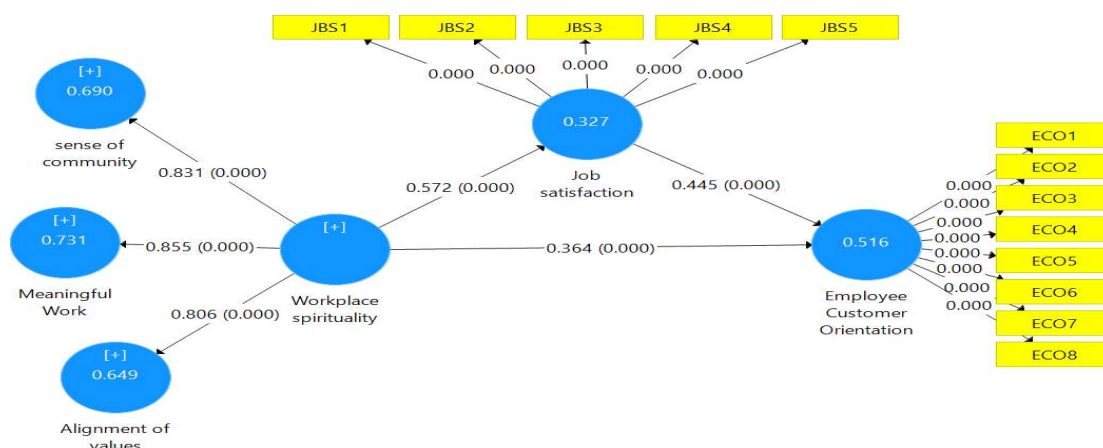 JBS1
JBS2
JBS3
JBS4
JBS5
0.000
0.000
0.000
0.000
0.000
[+]
0.690
sense of
community
0.327
Job
satisfaction
0.831 (0.000)
0.572 (0.000)
0.445 (0.000)
[+]
0.731
Meaningful
Work
0.855 (0.000)
[+]
Workplace
spirituality
0.364 (0.000)
0.516
Employee
Customer
Orientation
0.806 (0.000)
[+]
0.649
Alignment of
values
0.000
0.000
0.000
0.000
0.000
0.000
0.000
0.000
ECO1
ECO2
ECO3
ECO4
ECO5
ECO6
ECO7
ECO8